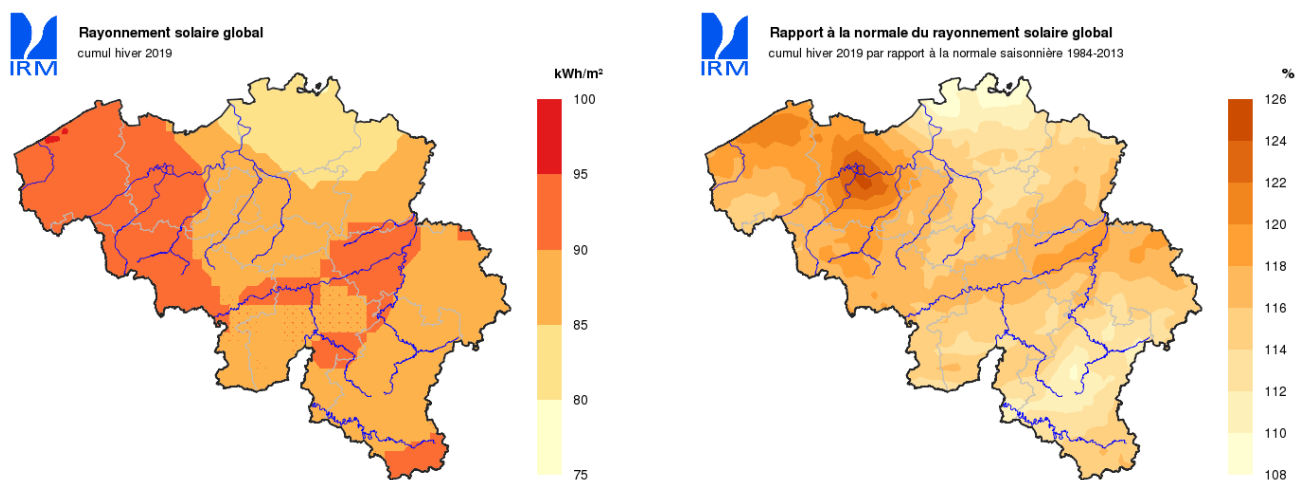 IRM
Rayonnement solaire global
cumul hiver 2019
kWh/m²
100
95
90
85
80
75
IRM
Rapport à la normale du rayonnement solaire global
cumul hiver 2019 par rapport à la normale saisonnière 1984-2013
%
126
124
122
120
118
116
114
112
110
108